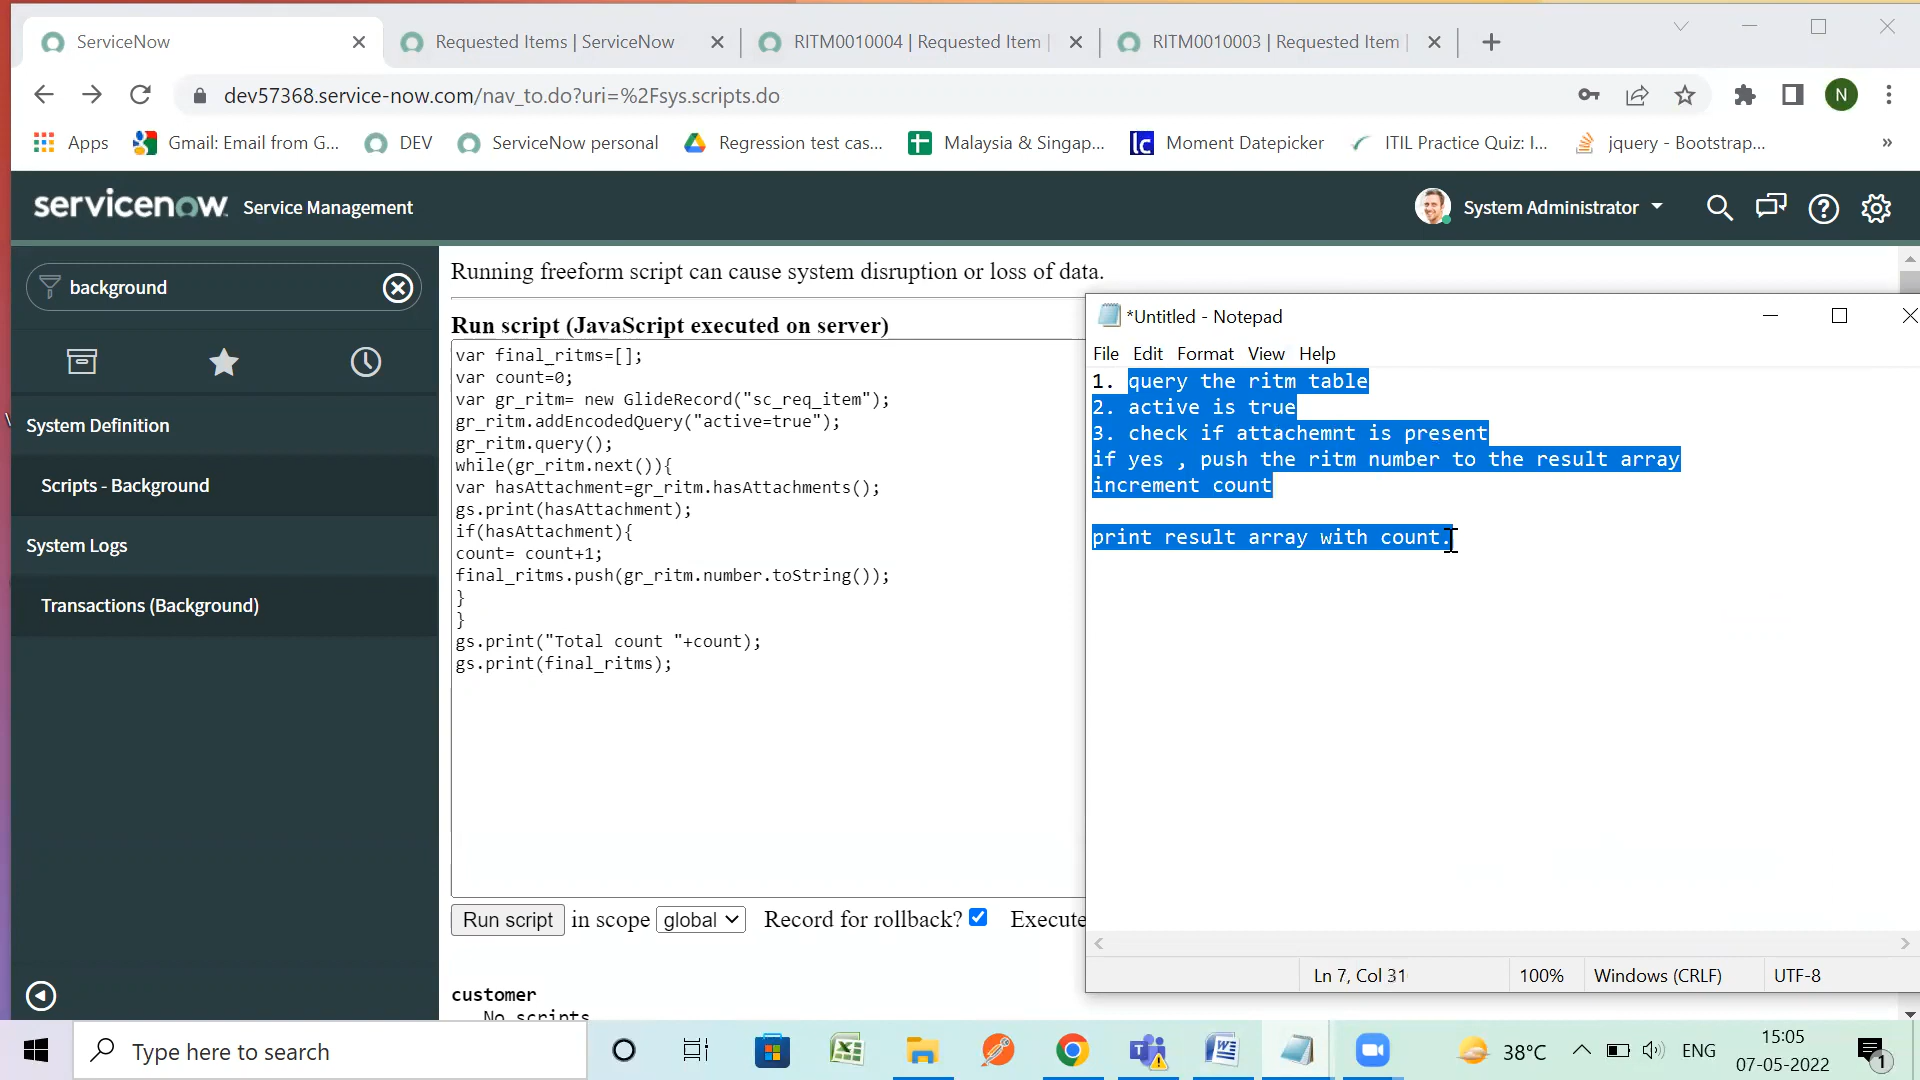 ServiceNow
Requested Items | ServiceNow
RITM0010004 | Requested Item |
RITM0010003 | Requested Item |
dev57368.service-now.com/nav_to.do?uri=%2Fsys.scripts.do
N
Apps
Gmail: Email from G...
DEV
ServiceNow personal
Regression test cas...
Malaysia & Singap...
lc
Moment Datepicker
ITIL Practice Quiz: I...
jquery - Bootstrap...
»
servicenow Service Management
System Administrator
background
System Definition
Scripts - Background
System Logs
Transactions (Background)
Running freeform script can cause system disruption or loss of data.
Run script (JavaScript executed on server)
var final_ritms=[];
var count=0;
var gr_ritm= new GlideRecord("sc_req_item");
gr_ritm.addEncodedQuery("active=true");
gr_ritm.query();
while(gr_ritm.next()){
var hasAttachment=gr_ritm.hasAttachments();
gs.print(hasAttachment);
if(hasAttachment){
count= count+1;
final_ritms.push(gr_ritm.number.toString());
}
}
gs.print("Total count "+count);
gs.print(final_ritms);
Run script in scope global Record for rollback? Execute
customer
No scripts
*Untitled - Notepad
File Edit Format View Help
1. query the ritm table
2. active is true
3. check if attachemnt is present
if yes , push the ritm number to the result array
increment count
print result array with count.
Ln 7, Col 31
100%
Windows (CRLF)
UTF-8
Type here to search
38°C
ENG
15:05
07-05-2022
1